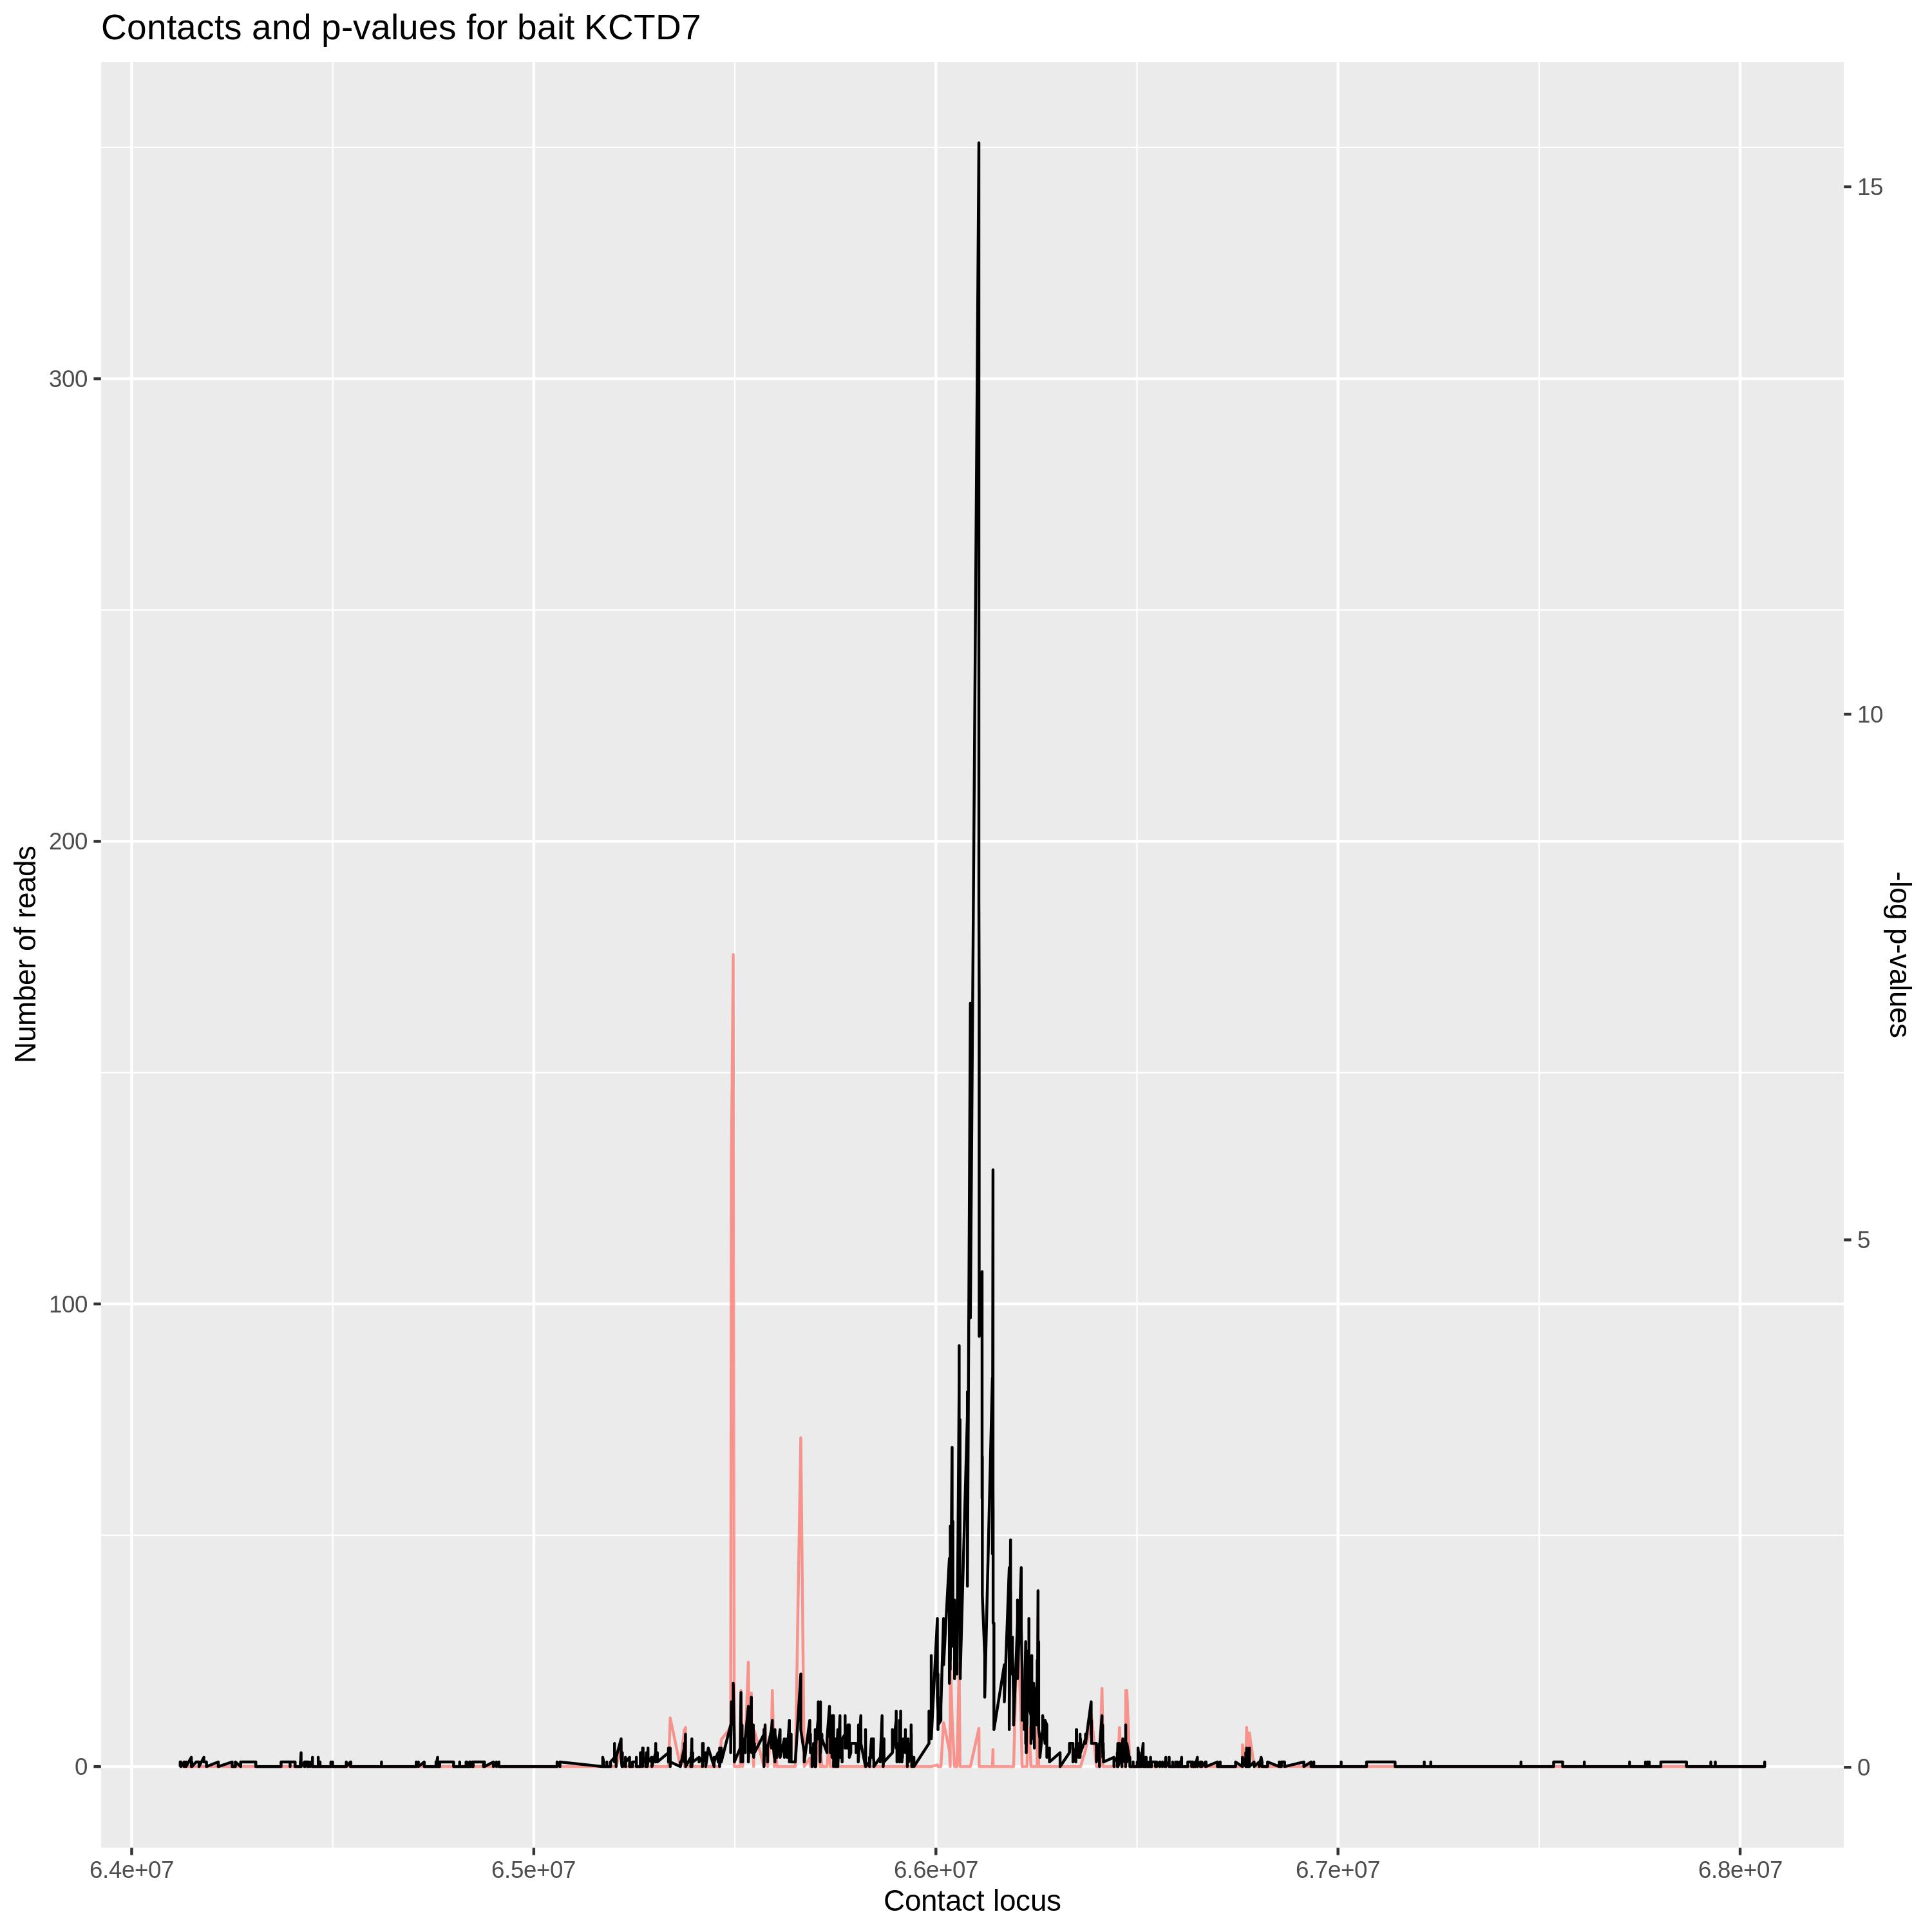 Contacts and p-values for bait KCTD7
Number of reads
300
200
100
0
15
10
5
0
-log p-values
6.4e+07
6.5e+07
6.6e+07
6.7e+07
6.8e+07
Contact locus